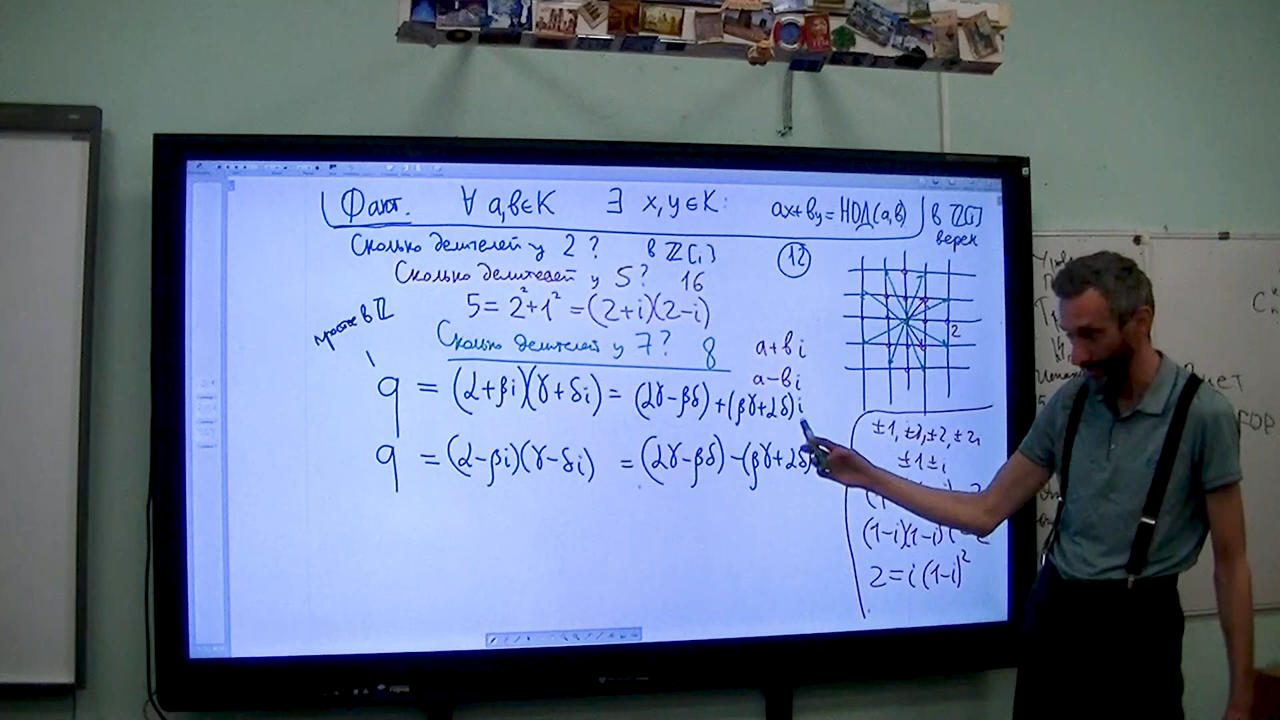 Факт. ∀ a,b∈K ∃ x,y∈K: ax+by=НОД(a,b) в ℤ[i]
верен
Сколько делителей у 2? в ℤ[i] 12
Сколько делителей у 5? 16
5=2²+1²=(2+i)(2-i)
простое в ℤ
Сколько делителей у 7? 8
a+bi
a-bi
2
q = (α+βi)(γ+δi) = (αγ-βδ)+(βγ+αδ)i
q = (α-βi)(γ-δi) = (αγ-βδ)-(βγ+αδ)
±1, ±i, ±2, ±2i
±1±i
(1-i)(1-i)
2=i(1-i)²